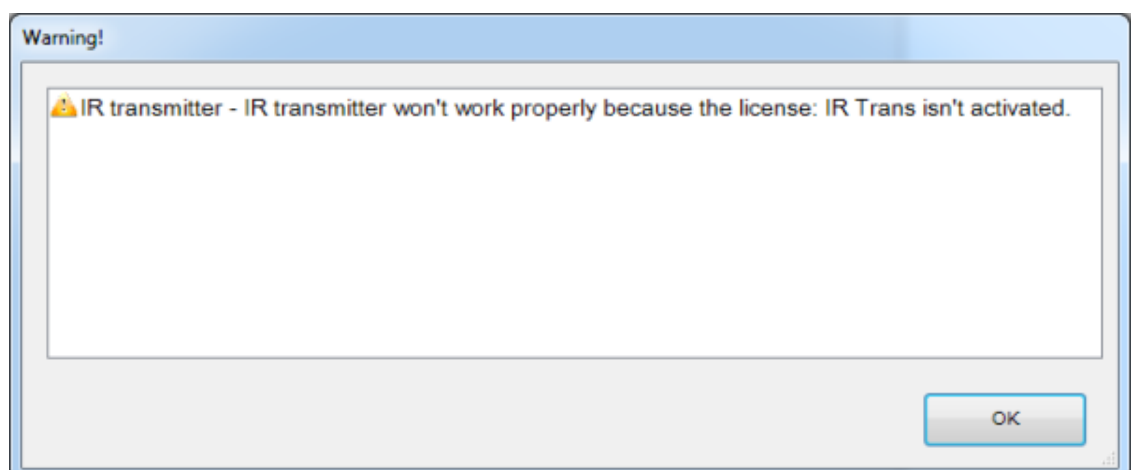 Warning!
IR transmitter - IR transmitter won't work properly because the license: IR Trans isn't activated.
OK